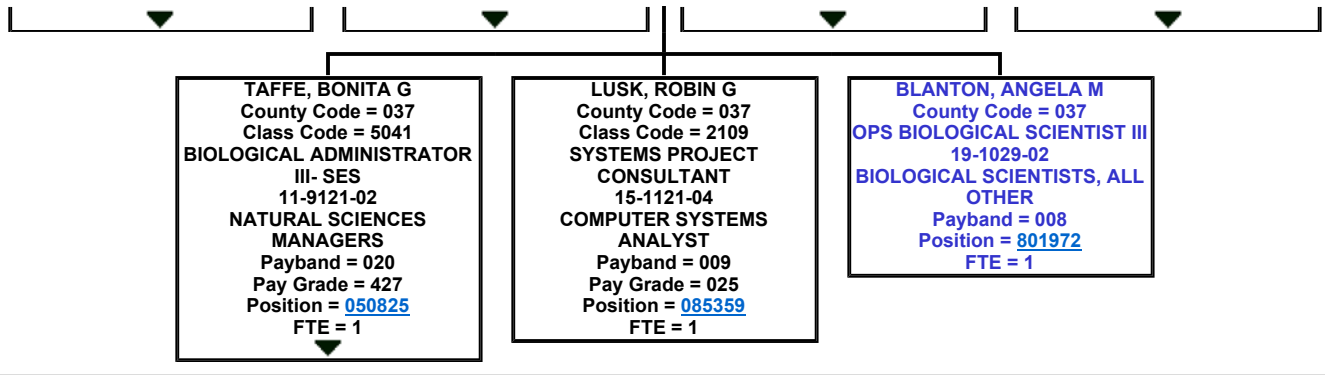 TAFFE, BONITA G
County Code = 037
Class Code = 5041
BIOLOGICAL ADMINISTRATOR
III- SES
11-9121-02
NATURAL SCIENCES
MANAGERS
Payband = 020
Pay Grade = 427
Position = 050825
FTE = 1
LUSK, ROBIN G
County Code = 037
Class Code = 2109
SYSTEMS PROJECT
CONSULTANT
15-1121-04
COMPUTER SYSTEMS
ANALYST
Payband = 009
Pay Grade = 025
Position = 085359
FTE = 1
BLANTON, ANGELA M
County Code = 037
OPS BIOLOGICAL SCIENTIST III
19-1029-02
BIOLOGICAL SCIENTISTS, ALL
OTHER
Payband = 008
Position = 801972
FTE = 1